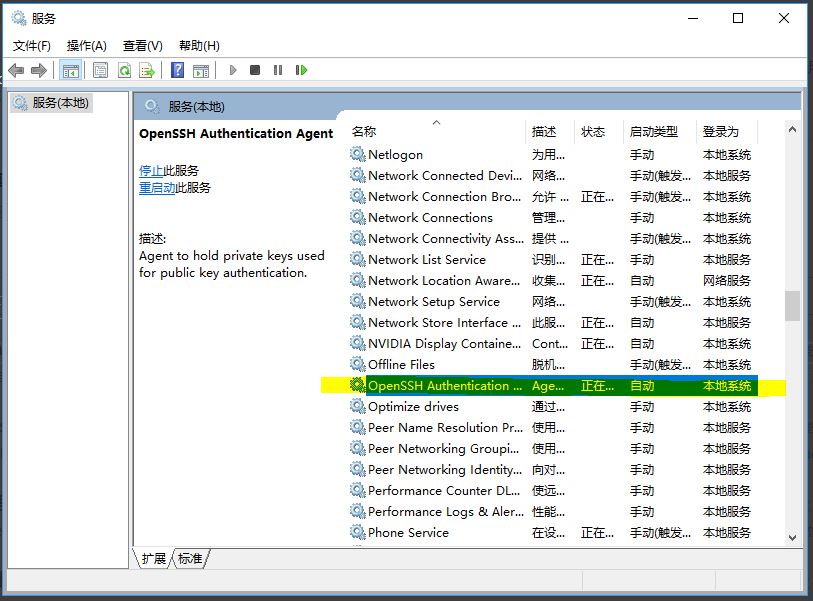 服务
文件(F) 操作(A) 查看(V) 帮助(H)
服务(本地)
服务(本地)
OpenSSH Authentication Agent
停止此服务
重启动此服务
描述:
Agent to hold private keys used
for public key authentication.
名称 描述 状态 启动类型 登录为
Netlogon 为用... 手动 本地系统
Network Connected Devi... 网络... 手动(触发... 本地服务
Network Connection Bro... 允许 ... 正在... 手动(触发... 本地系统
Network Connections 管理... 手动 本地系统
Network Connectivity Ass... 提供 ... 手动(触发... 本地系统
Network List Service 识别... 正在... 手动 本地服务
Network Location Aware... 收集... 正在... 自动 网络服务
Network Setup Service 网络... 手动(触发... 本地系统
Network Store Interface ... 此服... 正在... 自动 本地服务
NVIDIA Display Containe... Cont... 正在... 自动 本地系统
Offline Files 脱机... 手动(触发... 本地系统
OpenSSH Authentication ... Age... 正在... 自动 本地系统
Optimize drives 通过... 手动 本地系统
Peer Name Resolution Pr... 使用... 手动 本地服务
Peer Networking Groupi... 使用... 手动 本地服务
Peer Networking Identity... 向对... 手动 本地服务
Performance Counter DL... 使远... 手动 本地服务
Performance Logs & Aler... 性能... 手动 本地服务
Phone Service 在设... 正在... 手动(触发... 本地服务
扩展 标准